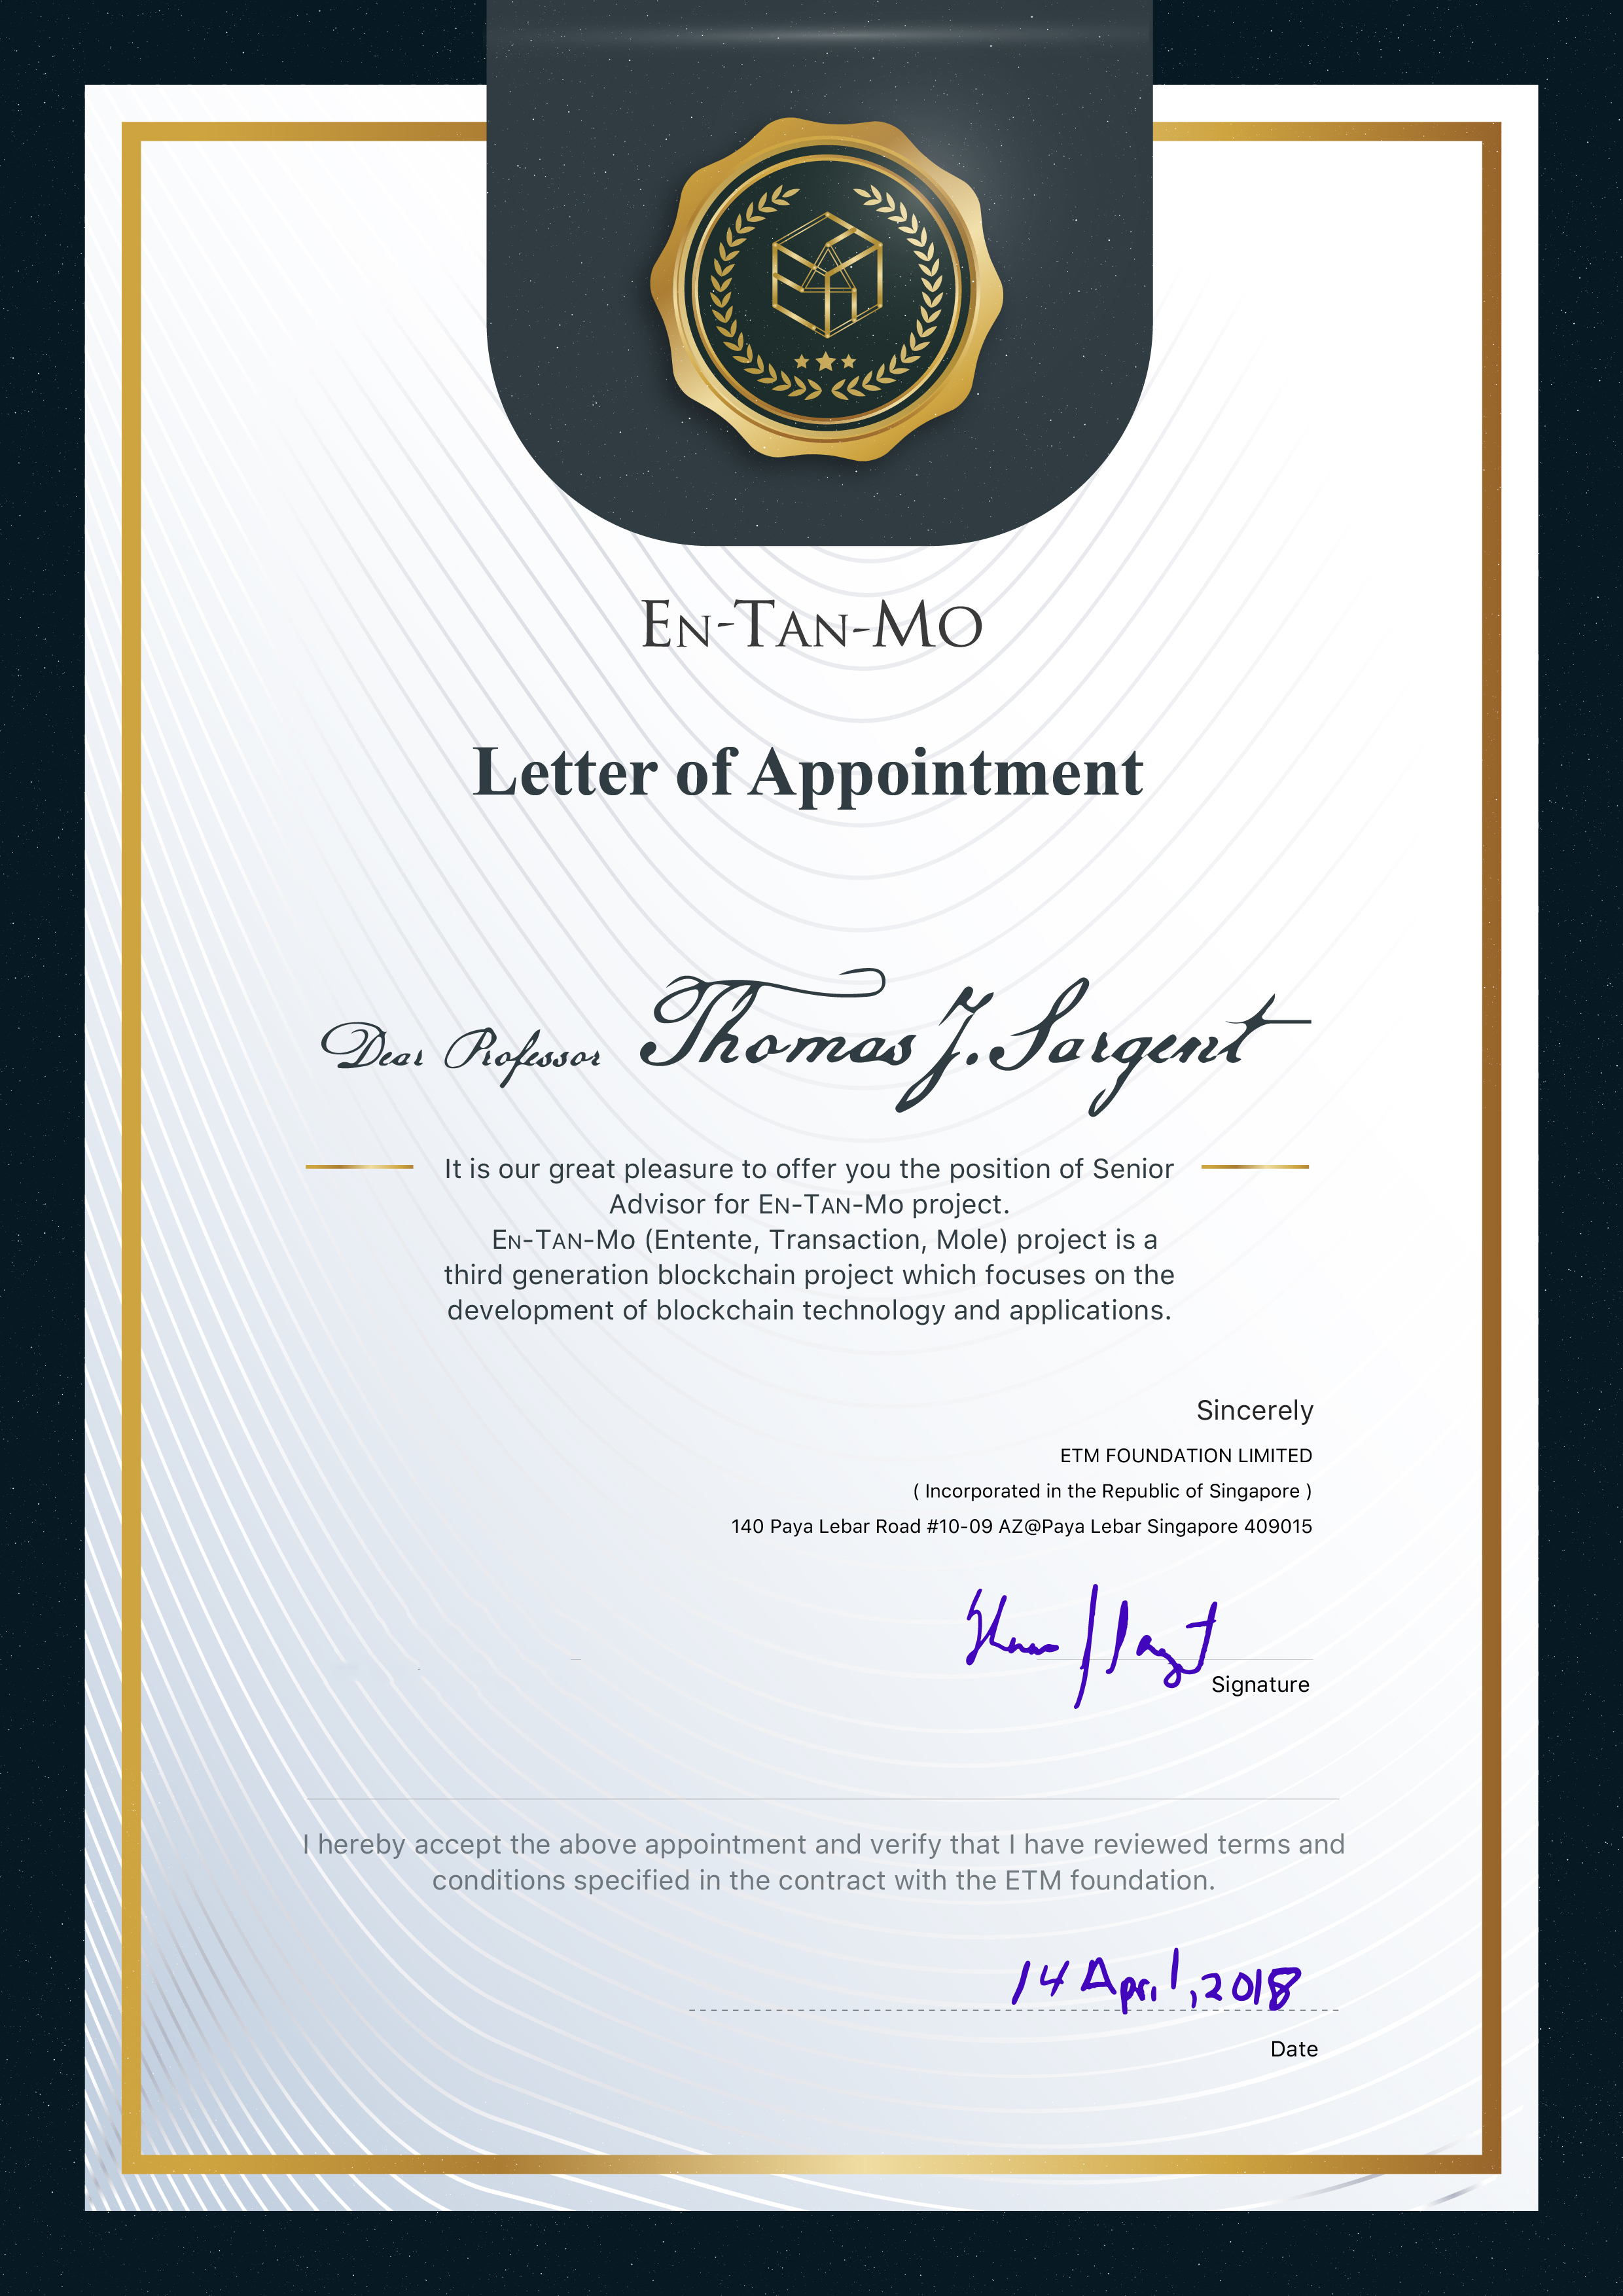 EN-TAN-MO
Letter of Appointment
Dear Professor Thomas J. Sargent
It is our great pleasure to offer you the position of Senior
Advisor for EN-TAN-Mo project.
EN-TAN-Mo (Entente, Transaction, Mole) project is a
third generation blockchain project which focuses on the
development of blockchain technology and applications.
Sincerely
ETM FOUNDATION LIMITED
( Incorporated in the Republic of Singapore )
140 Paya Lebar Road #10-09 AZ@Paya Lebar Singapore 409015
Thomas J Sargent
Signature
I hereby accept the above appointment and verify that I have reviewed terms and
conditions specified in the contract with the ETM foundation.
14 April, 2018
Date